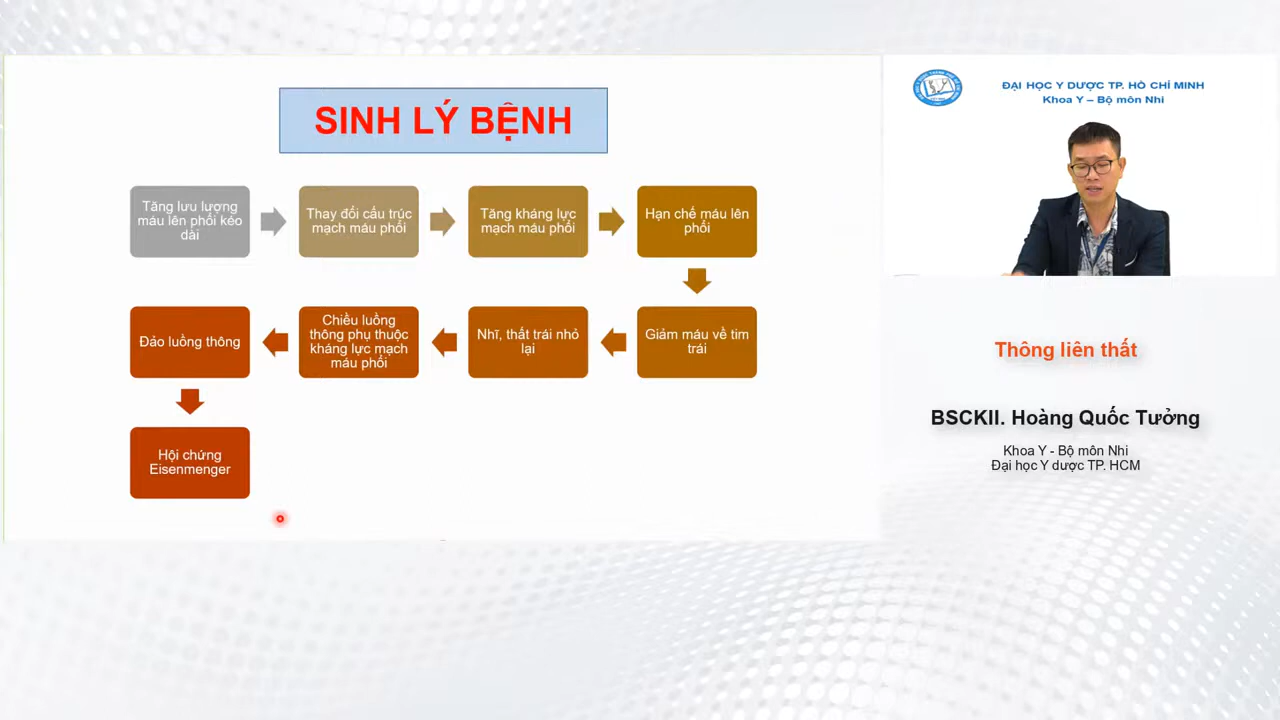 SINH LÝ BỆNH
Tăng lưu lượng
máu lên phổi kéo
dài
Thay đổi cấu trúc
mạch máu phổi
Tăng kháng lực
mạch máu phổi
Hạn chế máu lên
phổi
Giảm máu về tim
trái
Nhĩ, thất trái nhỏ
lại
Chiều luồng
thông phụ thuộc
kháng lực mạch
máu phổi
Đảo luồng thông
Hội chứng
Eisenmenger
ĐẠI HỌC Y DƯỢC TP. HỒ CHÍ MINH
Khoa Y – Bộ môn Nhi
Thông liên thất
BSCKII. Hoàng Quốc Tưởng
Khoa Y - Bộ môn Nhi
Đại học Y dược TP. HCM